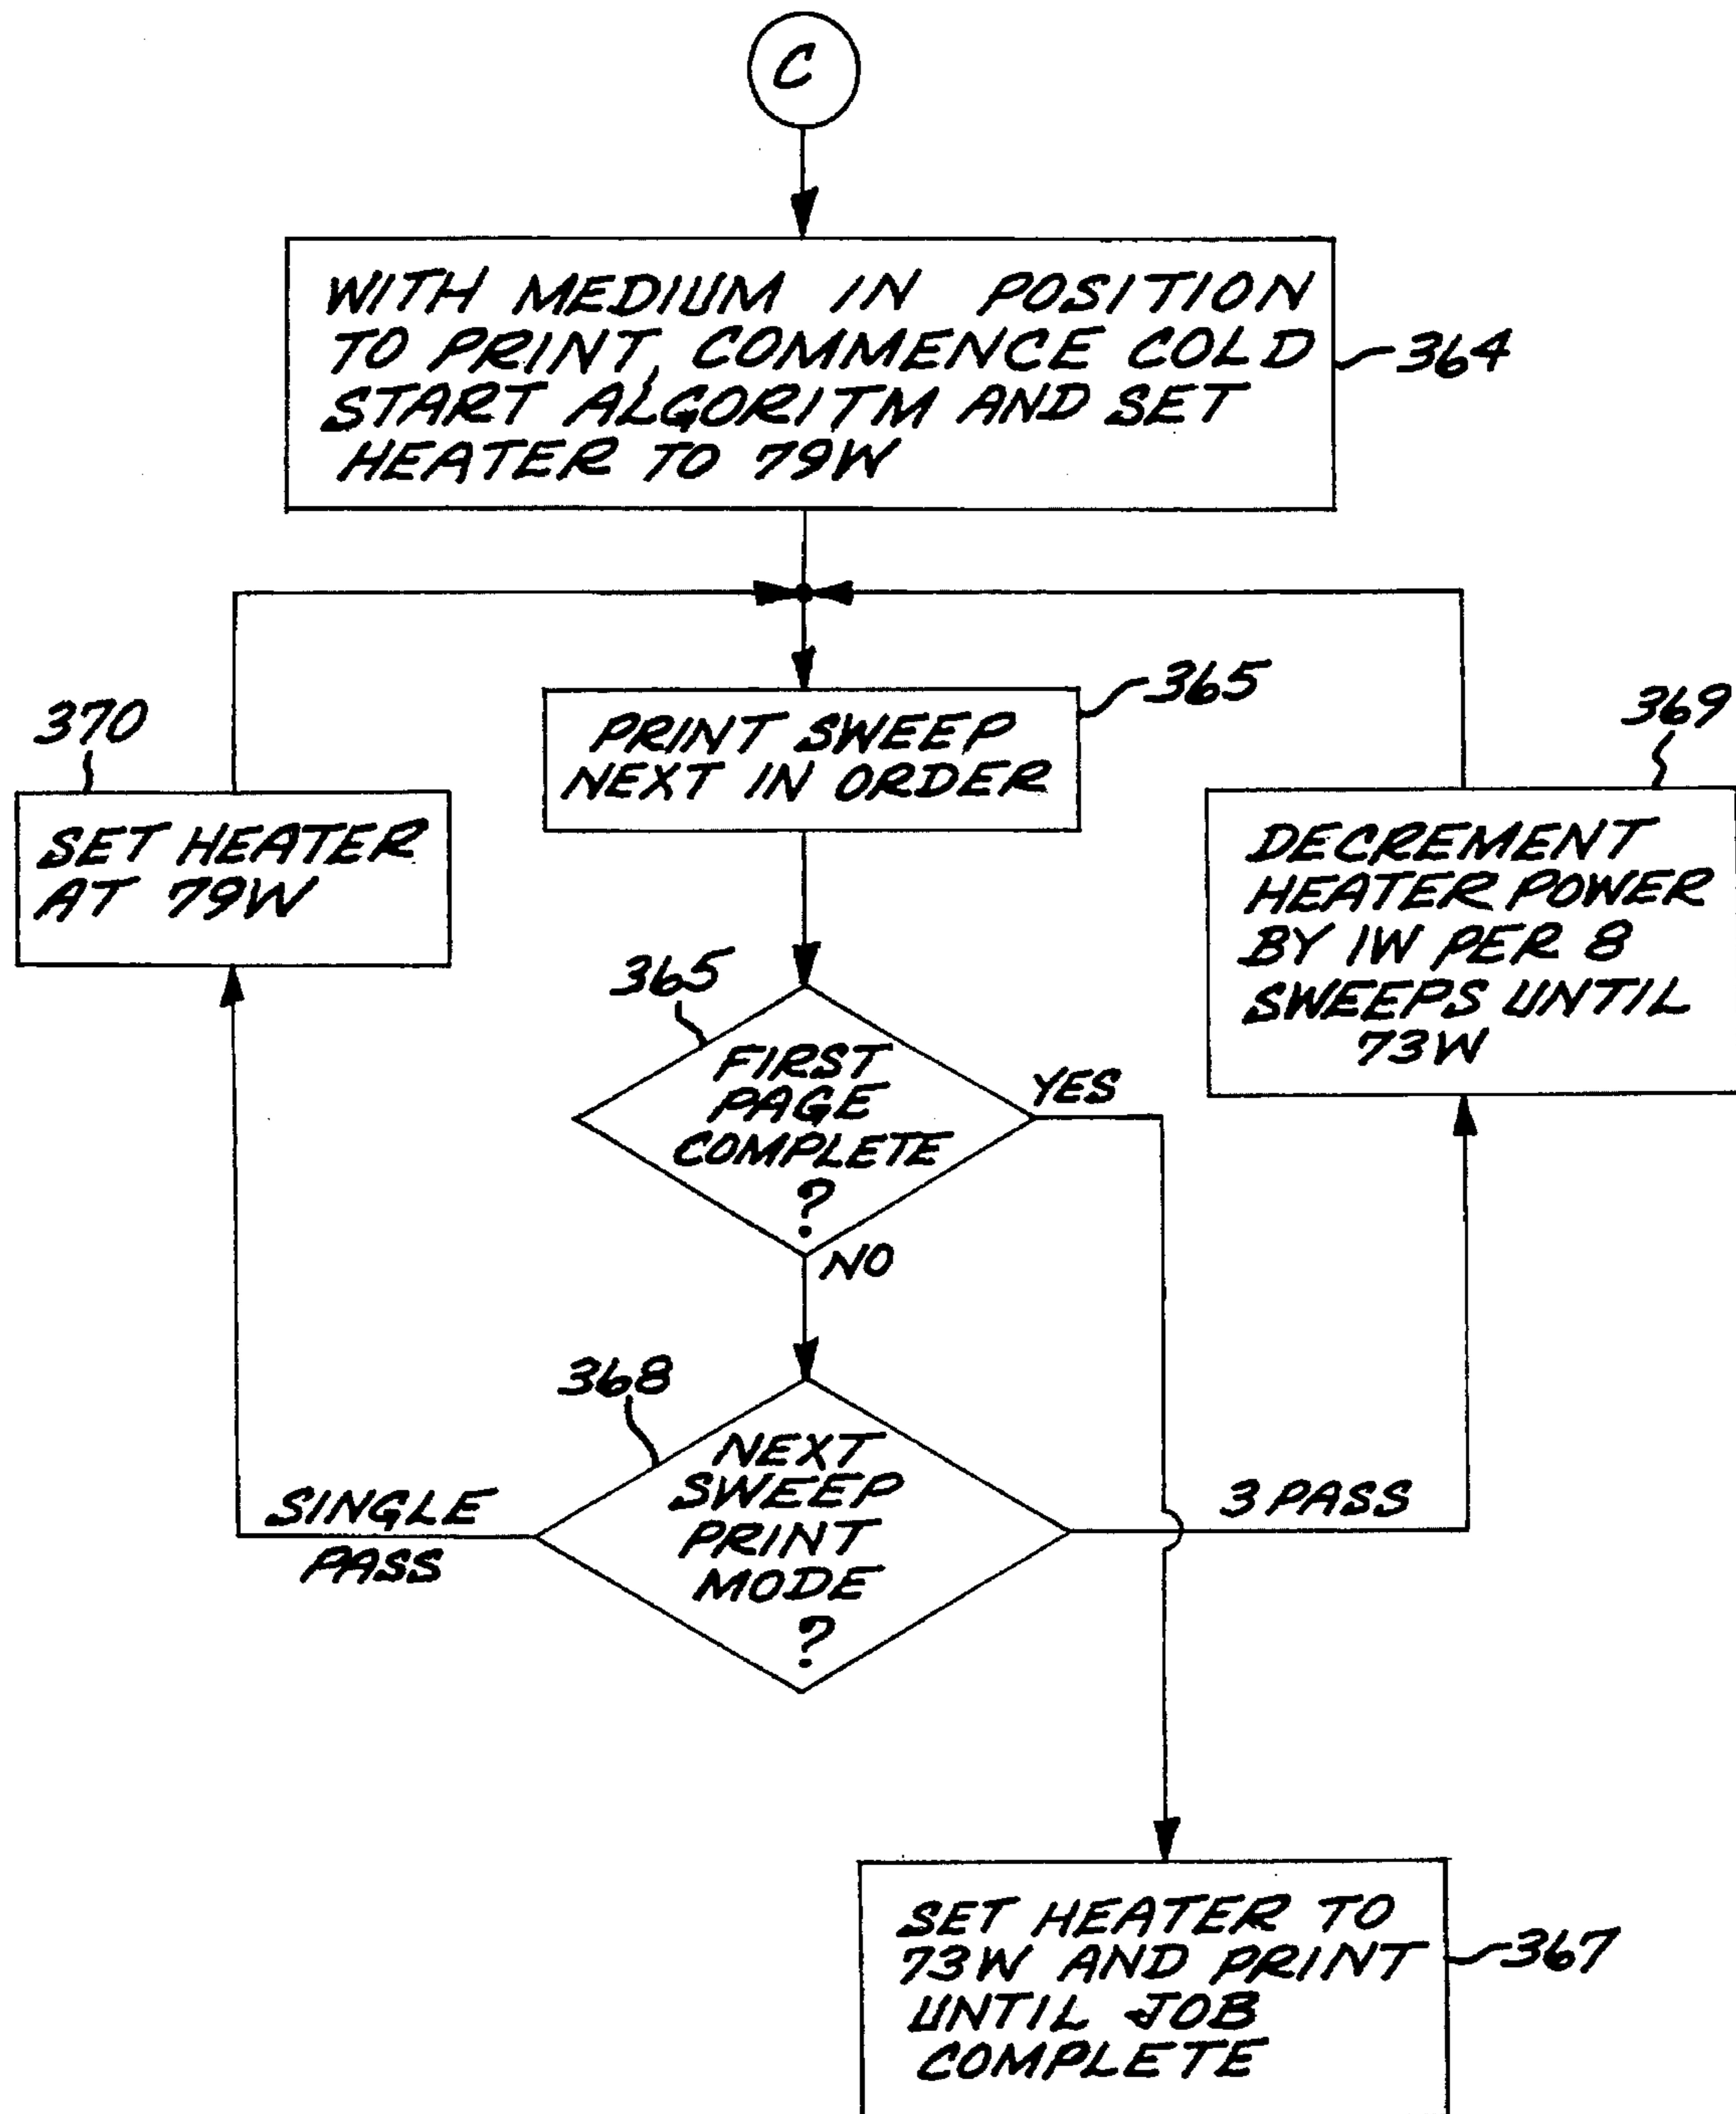 C
WITH MEDIUM IN POSITION
TO PRINT, COMMENCE COLD
START ALGORITM AND SET
HEATER TO 79W
364
PRINT SWEEP
NEXT IN ORDER
365
370
SET HEATER
AT 79W
369
DECREMENT
HEATER POWER
BY 1W PER 8
SWEEPS UNTIL
73W
365
FIRST
PAGE
COMPLETE
?
YES
NO
368
NEXT
SWEEP
PRINT
MODE
?
SINGLE
PASS
3 PASS
SET HEATER TO
73W AND PRINT
UNTIL JOB
COMPLETE
367